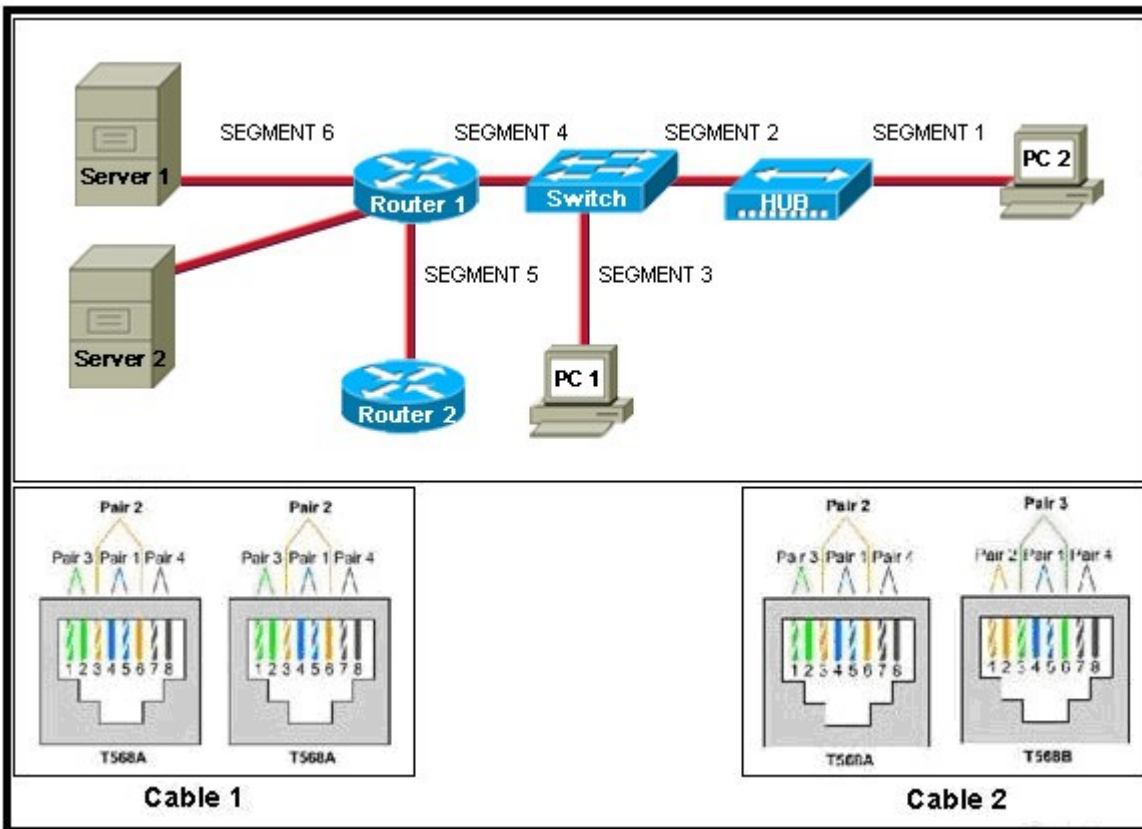 SEGMENT 6
SEGMENT 4
SEGMENT 2
SEGMENT 1
Server 1
Router 1
Switch
HUB
PC 2
SEGMENT 5
SEGMENT 3
Server 2
Router 2
PC 1
Pair 2
Pair 3 Pair 1 Pair 4
1 2 3 4 5 6 7 8
T568A
Pair 2
Pair 3 Pair 1 Pair 4
1 2 3 4 5 6 7 8
T568A
Cable 1
Pair 2
Pair 3 Pair 1 Pair 4
1 2 3 4 5 6 7 8
T568A
Pair 3
Pair 2 Pair 1 Pair 4
1 2 3 4 5 6 7 8
T568B
Cable 2